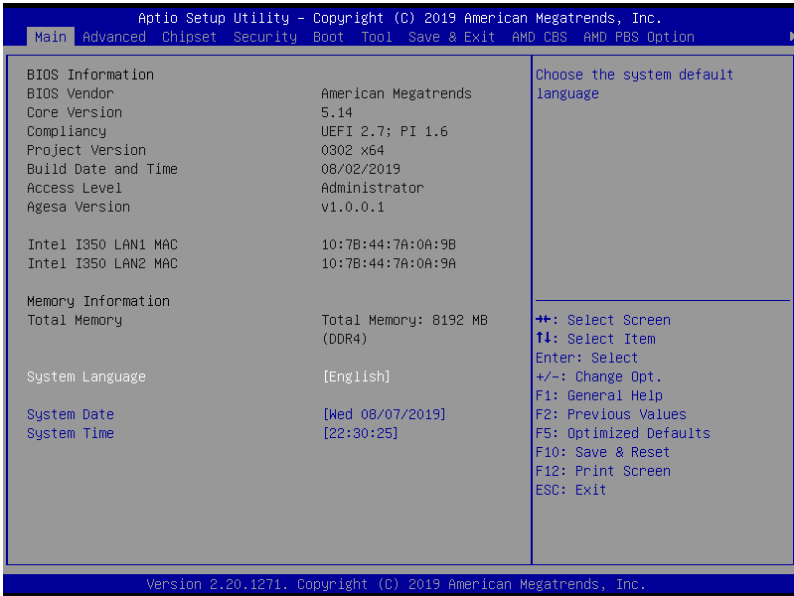 Aptio Setup Utility – Copyright (C) 2019 American Megatrends, Inc.
Main Advanced Chipset Security Boot Tool Save & Exit AMD CBS AMD PBS Option
BIOS Information
BIOS Vendor American Megatrends
Core Version 5.14
Compliancy UEFI 2.7; PI 1.6
Project Version 0302 x64
Build Date and Time 08/02/2019
Access Level Administrator
Agesa Version v1.0.0.1
Intel I350 LAN1 MAC 10:7B:44:7A:0A:9B
Intel I350 LAN2 MAC 10:7B:44:7A:0A:9A
Memory Information
Total Memory Total Memory: 8192 MB
(DDR4)
System Language [English]
System Date [Wed 08/07/2019]
System Time [22:30:25]
Choose the system default
language
→←: Select Screen
↑↓: Select Item
Enter: Select
+/-: Change Opt.
F1: General Help
F2: Previous Values
F5: Optimized Defaults
F10: Save & Reset
F12: Print Screen
ESC: Exit
Version 2.20.1271. Copyright (C) 2019 American Megatrends, Inc.